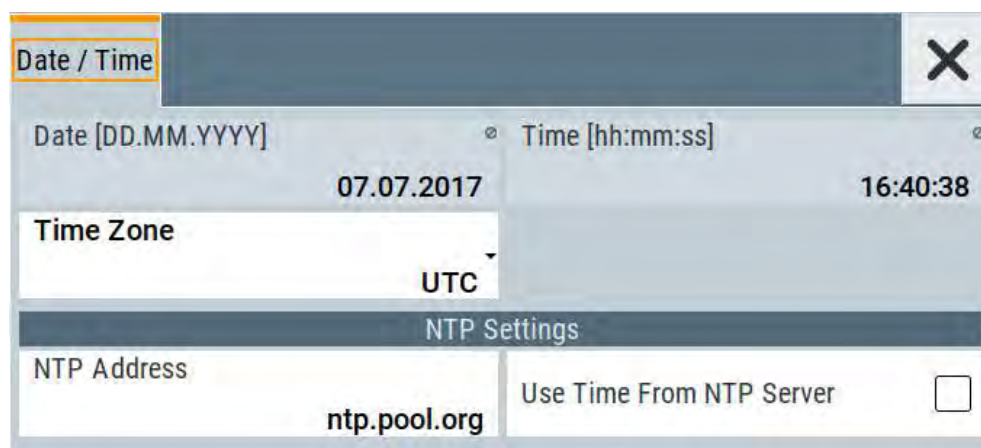 Date / Time
Date [DD.MM.YYYY]
07.07.2017
Time [hh:mm:ss]
16:40:38
Time Zone
UTC
NTP Settings
NTP Address
ntp.pool.org
Use Time From NTP Server